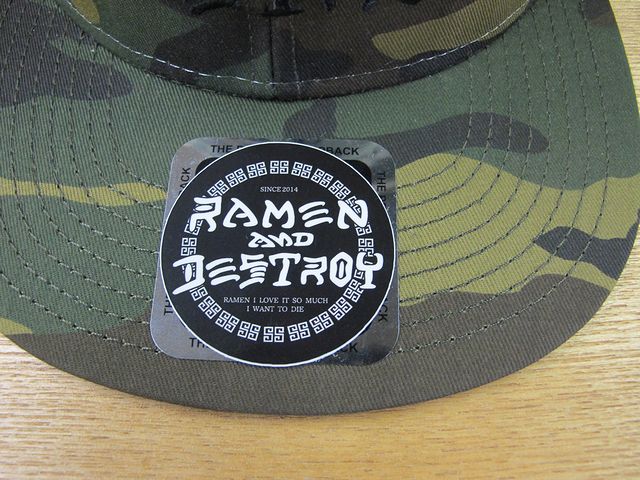 SINCE 2014
RAMEN
AND
DESTROY
RAMEN I LOVE IT SO MUCH
I WANT TO DIE